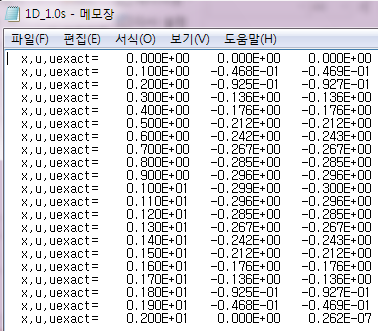 1D_1.0s - 메모장
파일(F) 편집(E) 서식(O) 보기(V) 도움말(H)
x,u,uexact= 0.000E+00 0.000E+00 0.000E+00
x,u,uexact= 0.100E+00 -0.468E-01 -0.469E-01
x,u,uexact= 0.200E+00 -0.925E-01 -0.927E-01
x,u,uexact= 0.300E+00 -0.136E+00 -0.136E+00
x,u,uexact= 0.400E+00 -0.176E+00 -0.176E+00
x,u,uexact= 0.500E+00 -0.212E+00 -0.212E+00
x,u,uexact= 0.600E+00 -0.242E+00 -0.243E+00
x,u,uexact= 0.700E+00 -0.267E+00 -0.267E+00
x,u,uexact= 0.800E+00 -0.285E+00 -0.285E+00
x,u,uexact= 0.900E+00 -0.296E+00 -0.296E+00
x,u,uexact= 0.100E+01 -0.299E+00 -0.300E+00
x,u,uexact= 0.110E+01 -0.296E+00 -0.296E+00
x,u,uexact= 0.120E+01 -0.285E+00 -0.285E+00
x,u,uexact= 0.130E+01 -0.267E+00 -0.267E+00
x,u,uexact= 0.140E+01 -0.242E+00 -0.243E+00
x,u,uexact= 0.150E+01 -0.212E+00 -0.212E+00
x,u,uexact= 0.160E+01 -0.176E+00 -0.176E+00
x,u,uexact= 0.170E+01 -0.136E+00 -0.136E+00
x,u,uexact= 0.180E+01 -0.925E-01 -0.927E-01
x,u,uexact= 0.190E+01 -0.468E-01 -0.469E-01
x,u,uexact= 0.200E+01 0.000E+00 0.262E-07